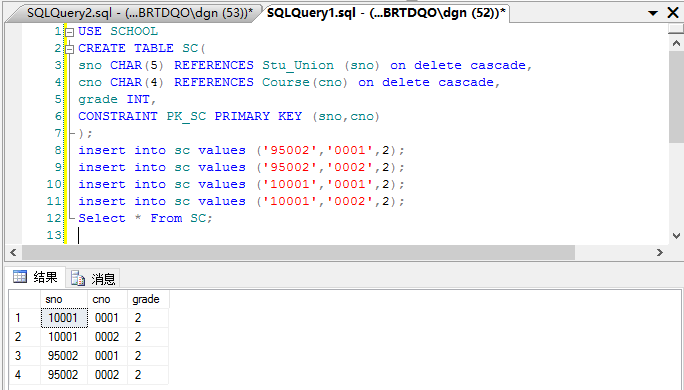 SQLQuery2.sql - (...BRTDQO\dgn (53))* SQLQuery1.sql - (...BRTDQO\dgn (52))*
1 USE SCHOOL
2 CREATE TABLE SC(
3 sno CHAR(5) REFERENCES Stu_Union (sno) on delete cascade,
4 cno CHAR(4) REFERENCES Course(cno) on delete cascade,
5 grade INT,
6 CONSTRAINT PK_SC PRIMARY KEY (sno,cno)
7 );
8 insert into sc values ('95002','0001',2);
9 insert into sc values ('95002','0002',2);
10 insert into sc values ('10001','0001',2);
11 insert into sc values ('10001','0002',2);
12 Select * From SC;
13
结果 消息
sno cno grade
1 10001 0001 2
2 10001 0002 2
3 95002 0001 2
4 95002 0002 2